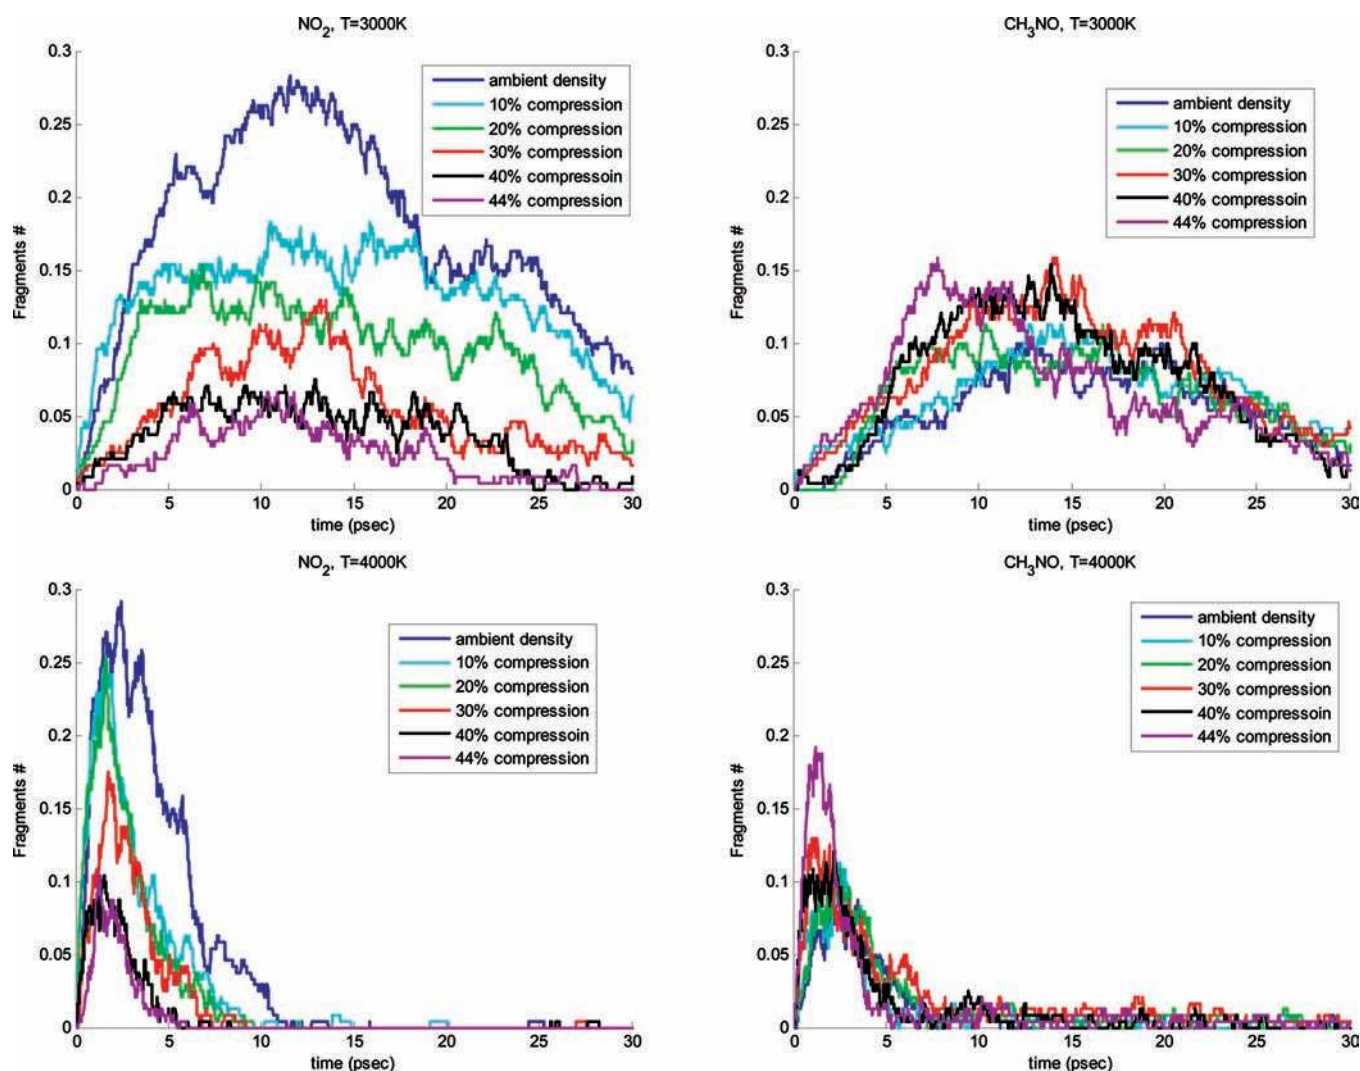 NO2, T=3000K
Fragments #
0.3
0.25
0.2
0.15
0.1
0.05
0
ambient density
10% compression
20% compression
30% compression
40% compressoin
44% compression
0 5 10 15 20 25 30
time (psec)
CH3NO, T=3000K
Fragments #
0.3
0.25
0.2
0.15
0.1
0.05
0
ambient density
10% compression
20% compression
30% compression
40% compressoin
44% compression
0 5 10 15 20 25 30
time (psec)
NO2, T=4000K
Fragments #
0.3
0.25
0.2
0.15
0.1
0.05
0
ambient density
10% compression
20% compression
30% compression
40% compressoin
44% compression
0 5 10 15 20 25 30
time (psec)
CH3NO, T=4000K
Fragments #
0.3
0.25
0.2
0.15
0.1
0.05
0
ambient density
10% compression
20% compression
30% compression
40% compressoin
44% compression
0 5 10 15 20 25 30
time (psec)